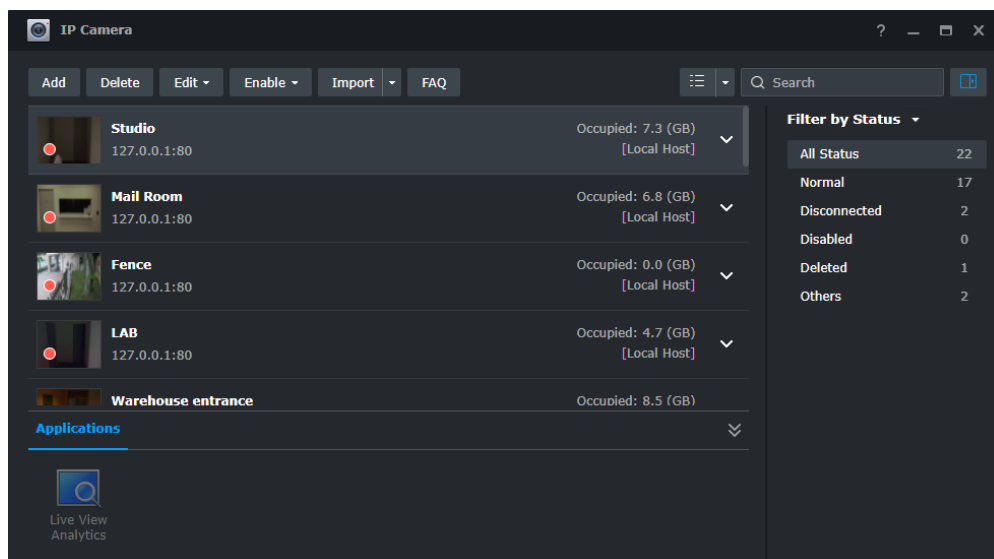 IP Camera
?
Add Delete Edit Enable Import FAQ Search
Studio Occupied: 7.3 (GB)
127.0.0.1:80 [Local Host]
Mail Room Occupied: 6.8 (GB)
127.0.0.1:80 [Local Host]
Fence Occupied: 0.0 (GB)
127.0.0.1:80 [Local Host]
LAB Occupied: 4.7 (GB)
127.0.0.1:80 [Local Host]
Warehouse entrance Occupied: 8.5 (GB)
Filter by Status
All Status 22
Normal 17
Disconnected 2
Disabled 0
Deleted 1
Others 2
Applications
Live View
Analytics